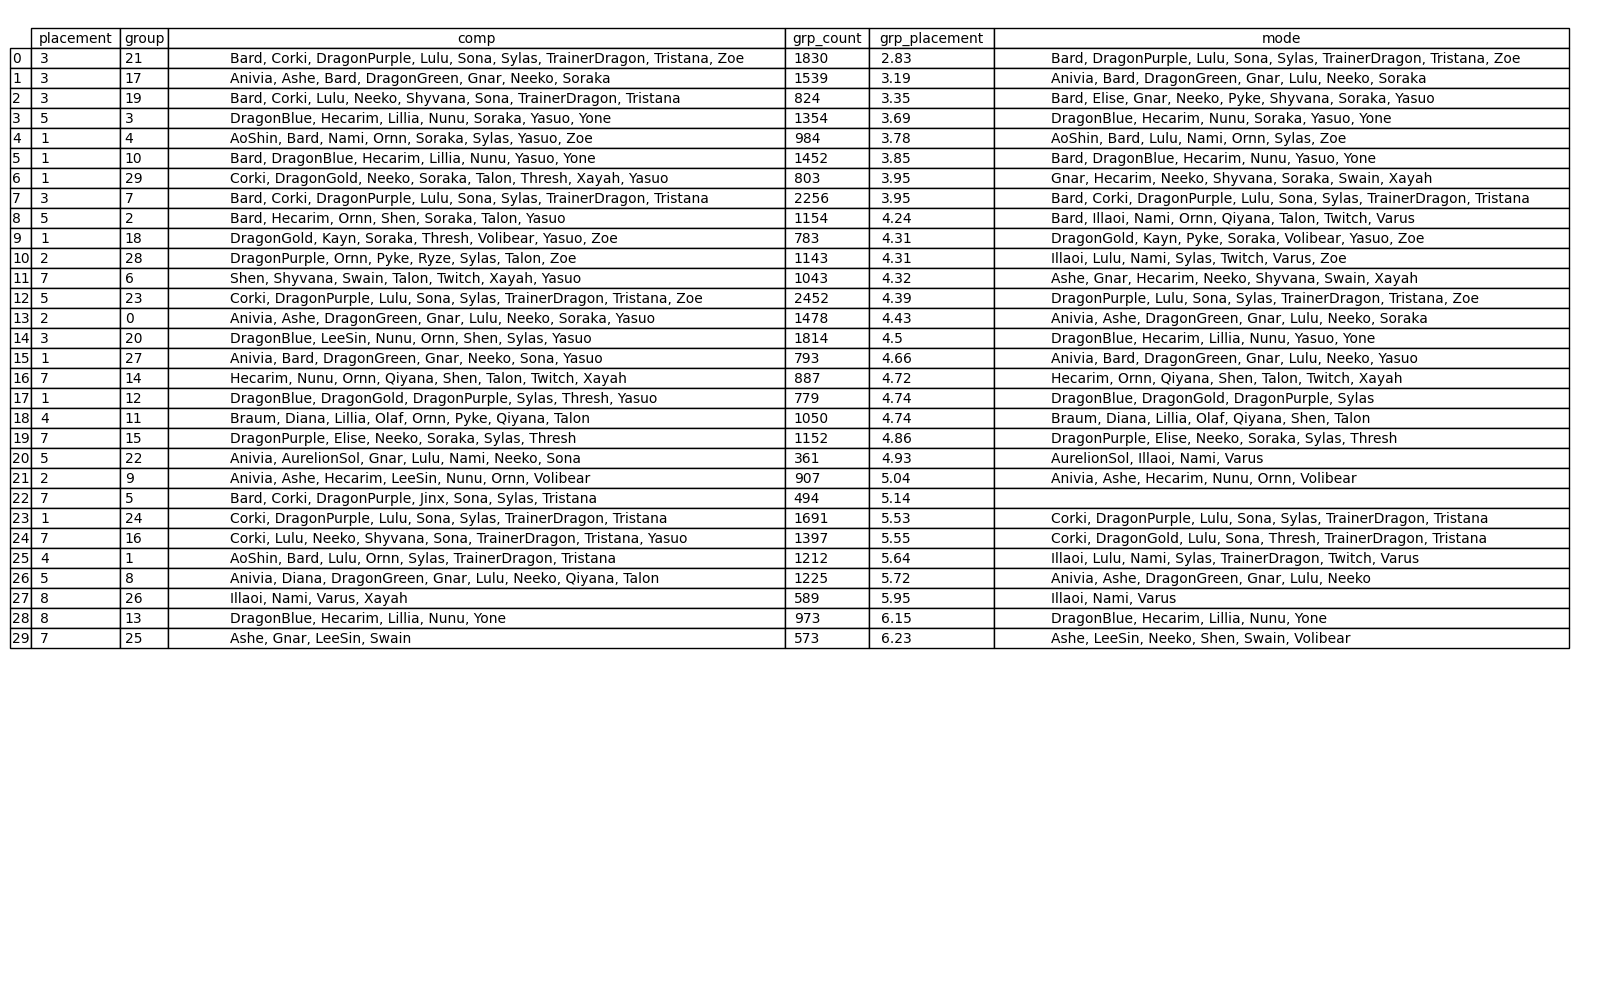 placement group comp grp_count grp_placement mode
0 3 21 Bard, Corki, DragonPurple, Lulu, Sona, Sylas, TrainerDragon, Tristana, Zoe 1830 2.83 Bard, DragonPurple, Lulu, Sona, Sylas, TrainerDragon, Tristana, Zoe
1 3 17 Anivia, Ashe, Bard, DragonGreen, Gnar, Neeko, Soraka 1539 3.19 Anivia, Bard, DragonGreen, Gnar, Lulu, Neeko, Soraka
2 3 19 Bard, Corki, Lulu, Neeko, Shyvana, Sona, TrainerDragon, Tristana 824 3.35 Bard, Elise, Gnar, Neeko, Pyke, Shyvana, Soraka, Yasuo
3 5 3 DragonBlue, Hecarim, Lillia, Nunu, Soraka, Yasuo, Yone 1354 3.69 DragonBlue, Hecarim, Nunu, Soraka, Yasuo, Yone
4 1 4 AoShin, Bard, Nami, Ornn, Soraka, Sylas, Yasuo, Zoe 984 3.78 AoShin, Bard, Lulu, Nami, Ornn, Sylas, Zoe
5 1 10 Bard, DragonBlue, Hecarim, Lillia, Nunu, Yasuo, Yone 1452 3.85 Bard, DragonBlue, Hecarim, Nunu, Yasuo, Yone
6 1 29 Corki, DragonGold, Neeko, Soraka, Talon, Thresh, Xayah, Yasuo 803 3.95 Gnar, Hecarim, Neeko, Shyvana, Soraka, Swain, Xayah
7 3 7 Bard, Corki, DragonPurple, Lulu, Sona, Sylas, TrainerDragon, Tristana 2256 3.95 Bard, Corki, DragonPurple, Lulu, Sona, Sylas, TrainerDragon, Tristana
8 5 2 Bard, Hecarim, Ornn, Shen, Soraka, Talon, Yasuo 1154 4.24 Bard, Illaoi, Nami, Ornn, Qiyana, Talon, Twitch, Varus
9 1 18 DragonGold, Kayn, Soraka, Thresh, Volibear, Yasuo, Zoe 783 4.31 DragonGold, Kayn, Pyke, Soraka, Volibear, Yasuo, Zoe
10 2 28 DragonPurple, Ornn, Pyke, Ryze, Sylas, Talon, Zoe 1143 4.31 Illaoi, Lulu, Nami, Sylas, Twitch, Varus, Zoe
11 7 6 Shen, Shyvana, Swain, Talon, Twitch, Xayah, Yasuo 1043 4.32 Ashe, Gnar, Hecarim, Neeko, Shyvana, Swain, Xayah
12 5 23 Corki, DragonPurple, Lulu, Sona, Sylas, TrainerDragon, Tristana, Zoe 2452 4.39 DragonPurple, Lulu, Sona, Sylas, TrainerDragon, Tristana, Zoe
13 2 0 Anivia, Ashe, DragonGreen, Gnar, Lulu, Neeko, Soraka, Yasuo 1478 4.43 Anivia, Ashe, DragonGreen, Gnar, Lulu, Neeko, Soraka
14 3 20 DragonBlue, LeeSin, Nunu, Ornn, Shen, Sylas, Yasuo 1814 4.5 DragonBlue, Hecarim, Lillia, Nunu, Yasuo, Yone
15 1 27 Anivia, Bard, DragonGreen, Gnar, Neeko, Sona, Yasuo 793 4.66 Anivia, Bard, DragonGreen, Gnar, Lulu, Neeko, Yasuo
16 7 14 Hecarim, Nunu, Ornn, Qiyana, Shen, Talon, Twitch, Xayah 887 4.72 Hecarim, Ornn, Qiyana, Shen, Talon, Twitch, Xayah
17 1 12 DragonBlue, DragonGold, DragonPurple, Sylas, Thresh, Yasuo 779 4.74 DragonBlue, DragonGold, DragonPurple, Sylas
18 4 11 Braum, Diana, Lillia, Olaf, Ornn, Pyke, Qiyana, Talon 1050 4.74 Braum, Diana, Lillia, Olaf, Qiyana, Shen, Talon
19 7 15 DragonPurple, Elise, Neeko, Soraka, Sylas, Thresh 1152 4.86 DragonPurple, Elise, Neeko, Soraka, Sylas, Thresh
20 5 22 Anivia, AurelionSol, Gnar, Lulu, Nami, Neeko, Sona 361 4.93 AurelionSol, Illaoi, Nami, Varus
21 2 9 Anivia, Ashe, Hecarim, LeeSin, Nunu, Ornn, Volibear 907 5.04 Anivia, Ashe, Hecarim, Nunu, Ornn, Volibear
22 7 5 Bard, Corki, DragonPurple, Jinx, Sona, Sylas, Tristana 494 5.14
23 1 24 Corki, DragonPurple, Lulu, Sona, Sylas, TrainerDragon, Tristana 1691 5.53 Corki, DragonPurple, Lulu, Sona, Sylas, TrainerDragon, Tristana
24 7 16 Corki, Lulu, Neeko, Shyvana, Sona, TrainerDragon, Tristana, Yasuo 1397 5.55 Corki, DragonGold, Lulu, Sona, Thresh, TrainerDragon, Tristana
25 4 1 AoShin, Bard, Lulu, Ornn, Sylas, TrainerDragon, Tristana 1212 5.64 Illaoi, Lulu, Nami, Sylas, TrainerDragon, Twitch, Varus
26 5 8 Anivia, Diana, DragonGreen, Gnar, Lulu, Neeko, Qiyana, Talon 1225 5.72 Anivia, Ashe, DragonGreen, Gnar, Lulu, Neeko
27 8 26 Illaoi, Nami, Varus, Xayah 589 5.95 Illaoi, Nami, Varus
28 8 13 DragonBlue, Hecarim, Lillia, Nunu, Yone 973 6.15 DragonBlue, Hecarim, Lillia, Nunu, Yone
29 7 25 Ashe, Gnar, LeeSin, Swain 573 6.23 Ashe, LeeSin, Neeko, Shen, Swain, Volibear